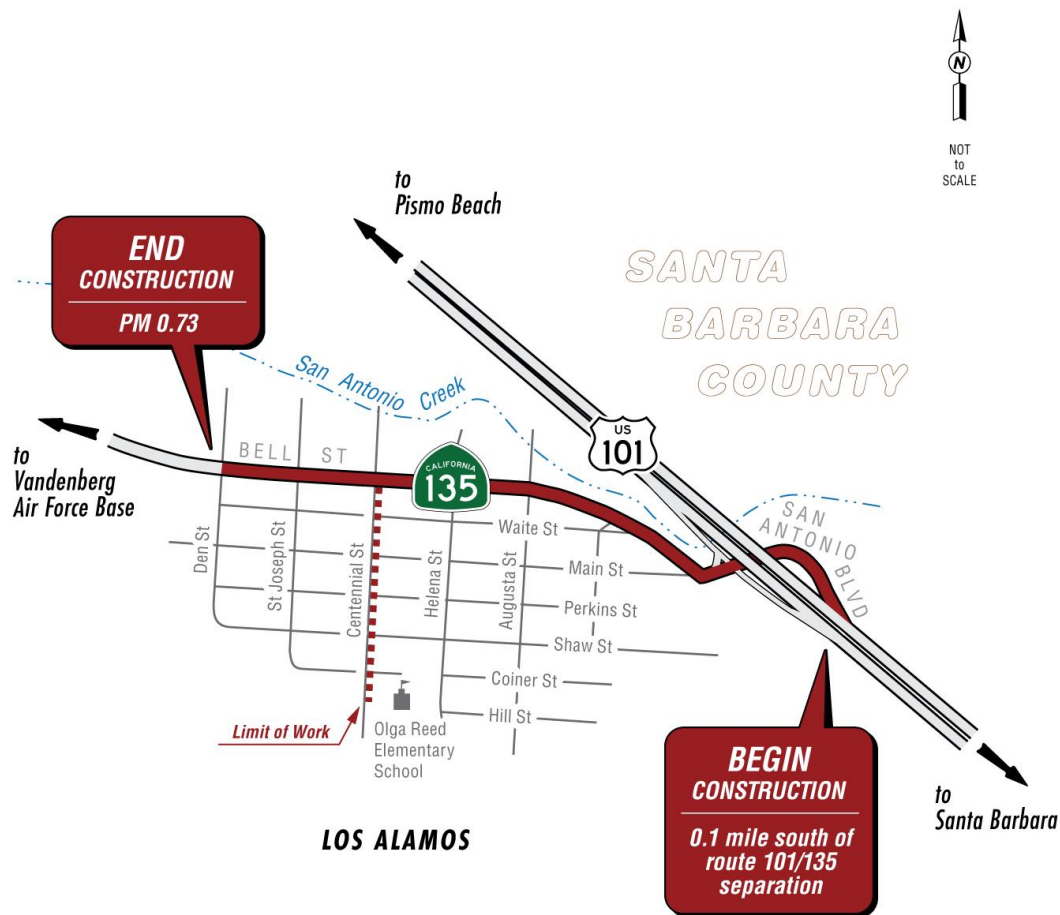 N
NOT
to
SCALE
to
Pismo Beach
SANTA
BARBARA
COUNTY
END
CONSTRUCTION
PM 0.73
San Antonio Creek
US
101
BELL ST
CALIFORNIA
135
to
Vandenberg
Air Force Base
SAN
ANTONIO
BLVD
Den St
St Joseph St
Centennial St
Helena St
Augusta St
Waite St
Main St
Perkins St
Shaw St
Coiner St
Hill St
Limit of Work
Olga Reed
Elementary
School
BEGIN
CONSTRUCTION
0.1 mile south of
route 101/135
separation
to
Santa Barbara
LOS ALAMOS